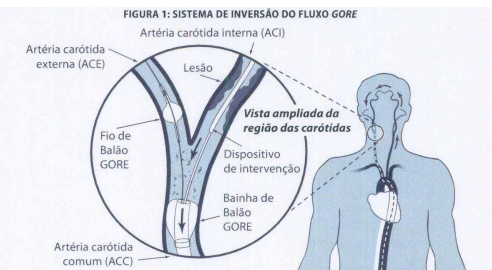 FIGURA 1: SISTEMA DE INVERSÃO DO FLUXO GORE
Artéria carótida interna (ACI)
Artéria carótida
externa (ACE)
Lesão
Vista ampliada da
região das carótidas
Fio de
Balão
GORE
Dispositivo
de intervenção
Bainha de
Balão
GORE
Artéria carótida
comum (ACC)